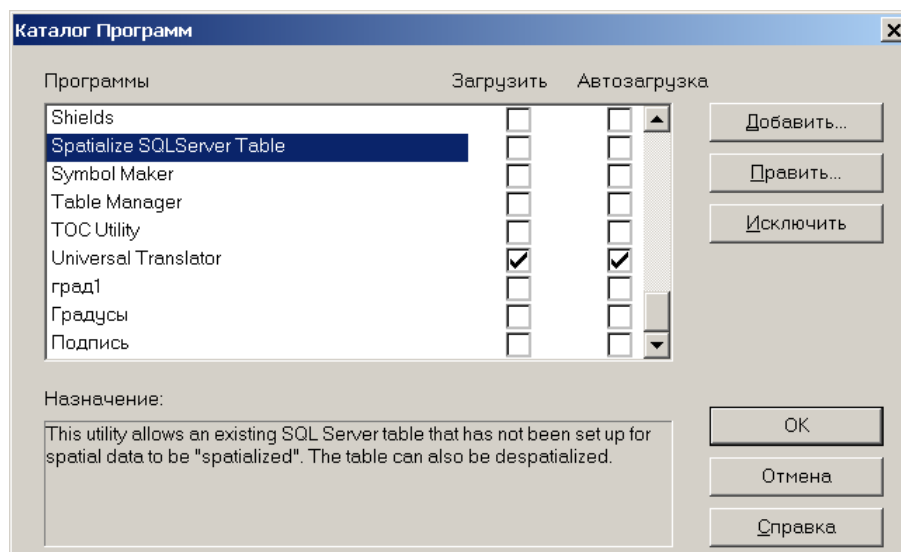 Каталог Программ
Программы Загрузить Автозагрузка
Shields
Spatialize SQLServer Table
Symbol Maker
Table Manager
TOC Utility
Universal Translator
град1
Градусы
Подпись
Добавить...
Править...
Исключить
Назначение:
This utility allows an existing SQL Server table that has not been set up for
spatial data to be "spatialized". The table can also be despatialized.
OK
Отмена
Справка